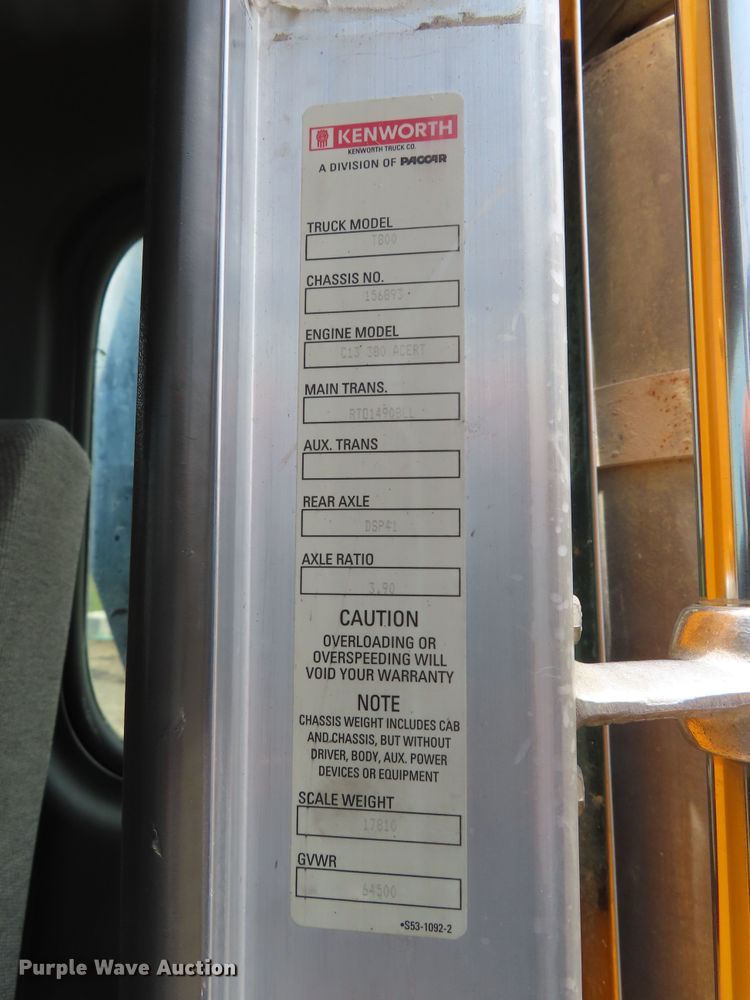 KENWORTH
KENWORTH TRUCK CO.
A DIVISION OF PACCAR
TRUCK MODEL
T800
CHASSIS NO.
156893
ENGINE MODEL
C13 380 ACERT
MAIN TRANS.
RTO14908LL
AUX. TRANS
REAR AXLE
DSP41
AXLE RATIO
3.90
CAUTION
OVERLOADING OR
OVERSPEEDING WILL
VOID YOUR WARRANTY
NOTE
CHASSIS WEIGHT INCLUDES CAB
AND CHASSIS, BUT WITHOUT
DRIVER, BODY, AUX. POWER
DEVICES OR EQUIPMENT
SCALE WEIGHT
17810
GVWR
64500
*S53-1092-2
Purple Wave Auction